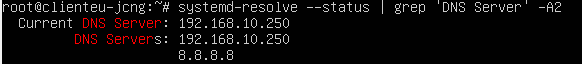 root@clienteu-jcng:~# systemd-resolve --status | grep 'DNS Server' -A2
Current DNS Server: 192.168.10.250
DNS Servers: 192.168.10.250
8.8.8.8